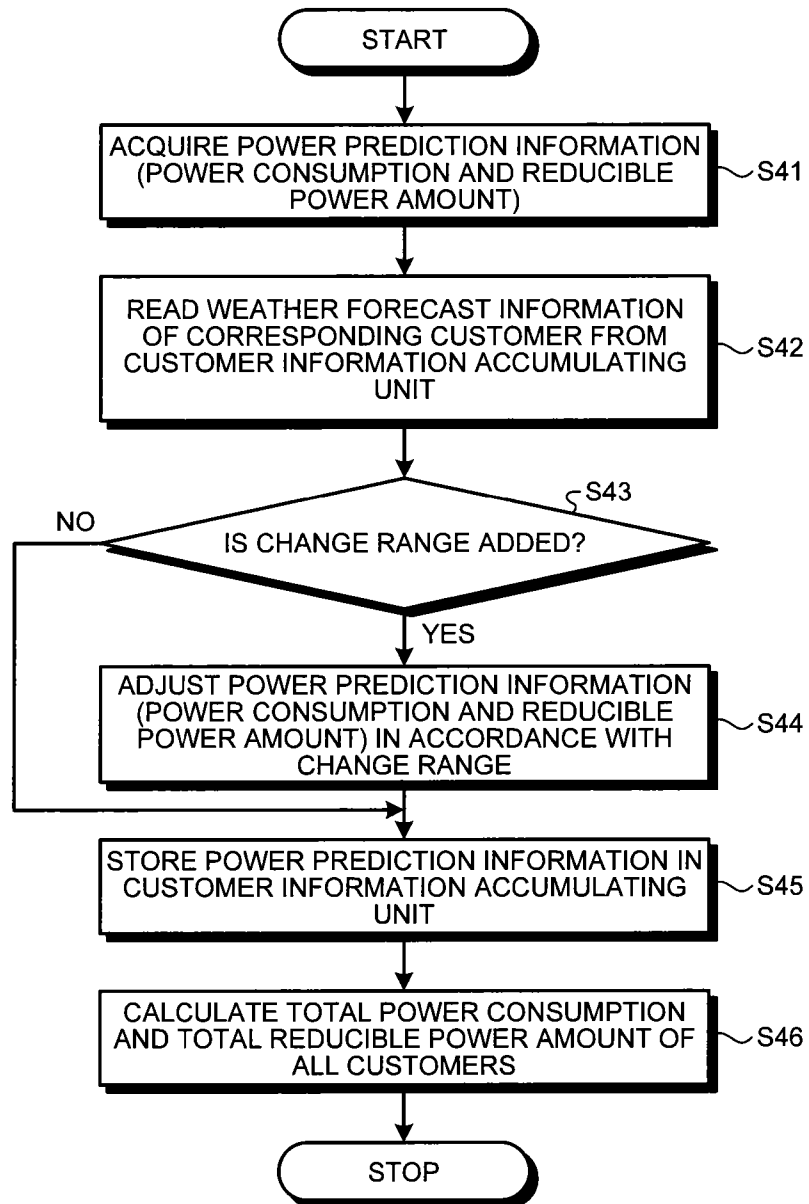 START
ACQUIRE POWER PREDICTION INFORMATION
(POWER CONSUMPTION AND REDUCIBLE
POWER AMOUNT)
S41
READ WEATHER FORECAST INFORMATION
OF CORRESPONDING CUSTOMER FROM
CUSTOMER INFORMATION ACCUMULATING
UNIT
S42
S43
NO
IS CHANGE RANGE ADDED?
YES
ADJUST POWER PREDICTION INFORMATION
(POWER CONSUMPTION AND REDUCIBLE
POWER AMOUNT) IN ACCORDANCE WITH
CHANGE RANGE
S44
STORE POWER PREDICTION INFORMATION IN
CUSTOMER INFORMATION ACCUMULATING
UNIT
S45
CALCULATE TOTAL POWER CONSUMPTION
AND TOTAL REDUCIBLE POWER AMOUNT OF
ALL CUSTOMERS
S46
STOP